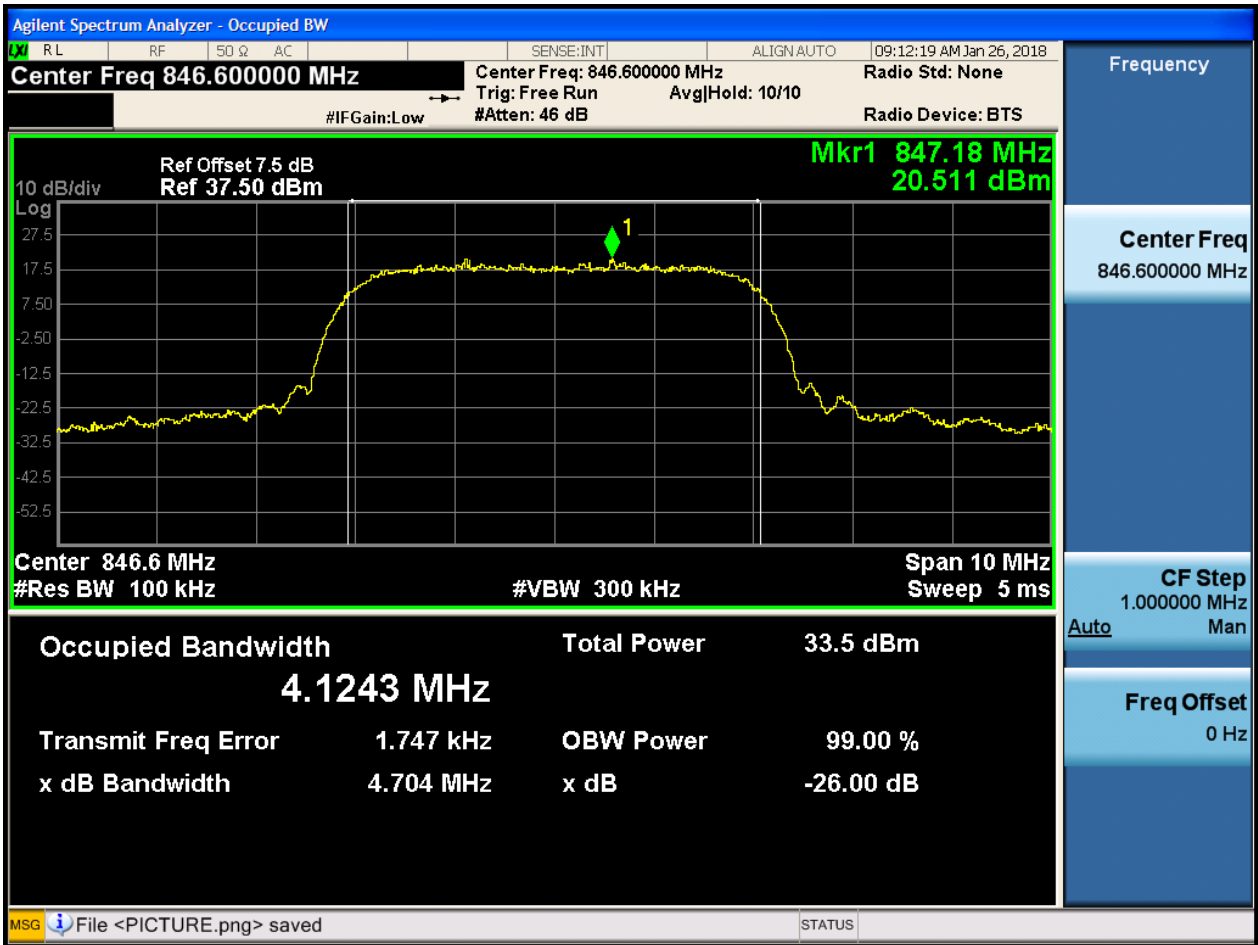 Agilent Spectrum Analyzer - Occupied BW
LXI RL RF 50 Ω AC SENSE:INT ALIGN AUTO 09:12:19 AM Jan 26, 2018
Center Freq 846.600000 MHz
Center Freq: 846.600000 MHz Radio Std: None
Trig: Free Run Avg|Hold: 10/10
#IFGain:Low #Atten: 46 dB Radio Device: BTS
Frequency
Mkr1 847.18 MHz
20.511 dBm
Ref Offset 7.5 dB
10 dB/div Ref 37.50 dBm
Log
27.5
17.5
7.50
-2.50
-12.5
-22.5
-32.5
-42.5
-52.5
1
Center 846.6 MHz Span 10 MHz
#Res BW 100 kHz #VBW 300 kHz Sweep 5 ms
Center Freq
846.600000 MHz
CF Step
1.000000 MHz
Auto Man
Freq Offset
0 Hz
Occupied Bandwidth Total Power 33.5 dBm
4.1243 MHz
Transmit Freq Error 1.747 kHz OBW Power 99.00 %
x dB Bandwidth 4.704 MHz x dB -26.00 dB
MSG File <PICTURE.png> saved STATUS